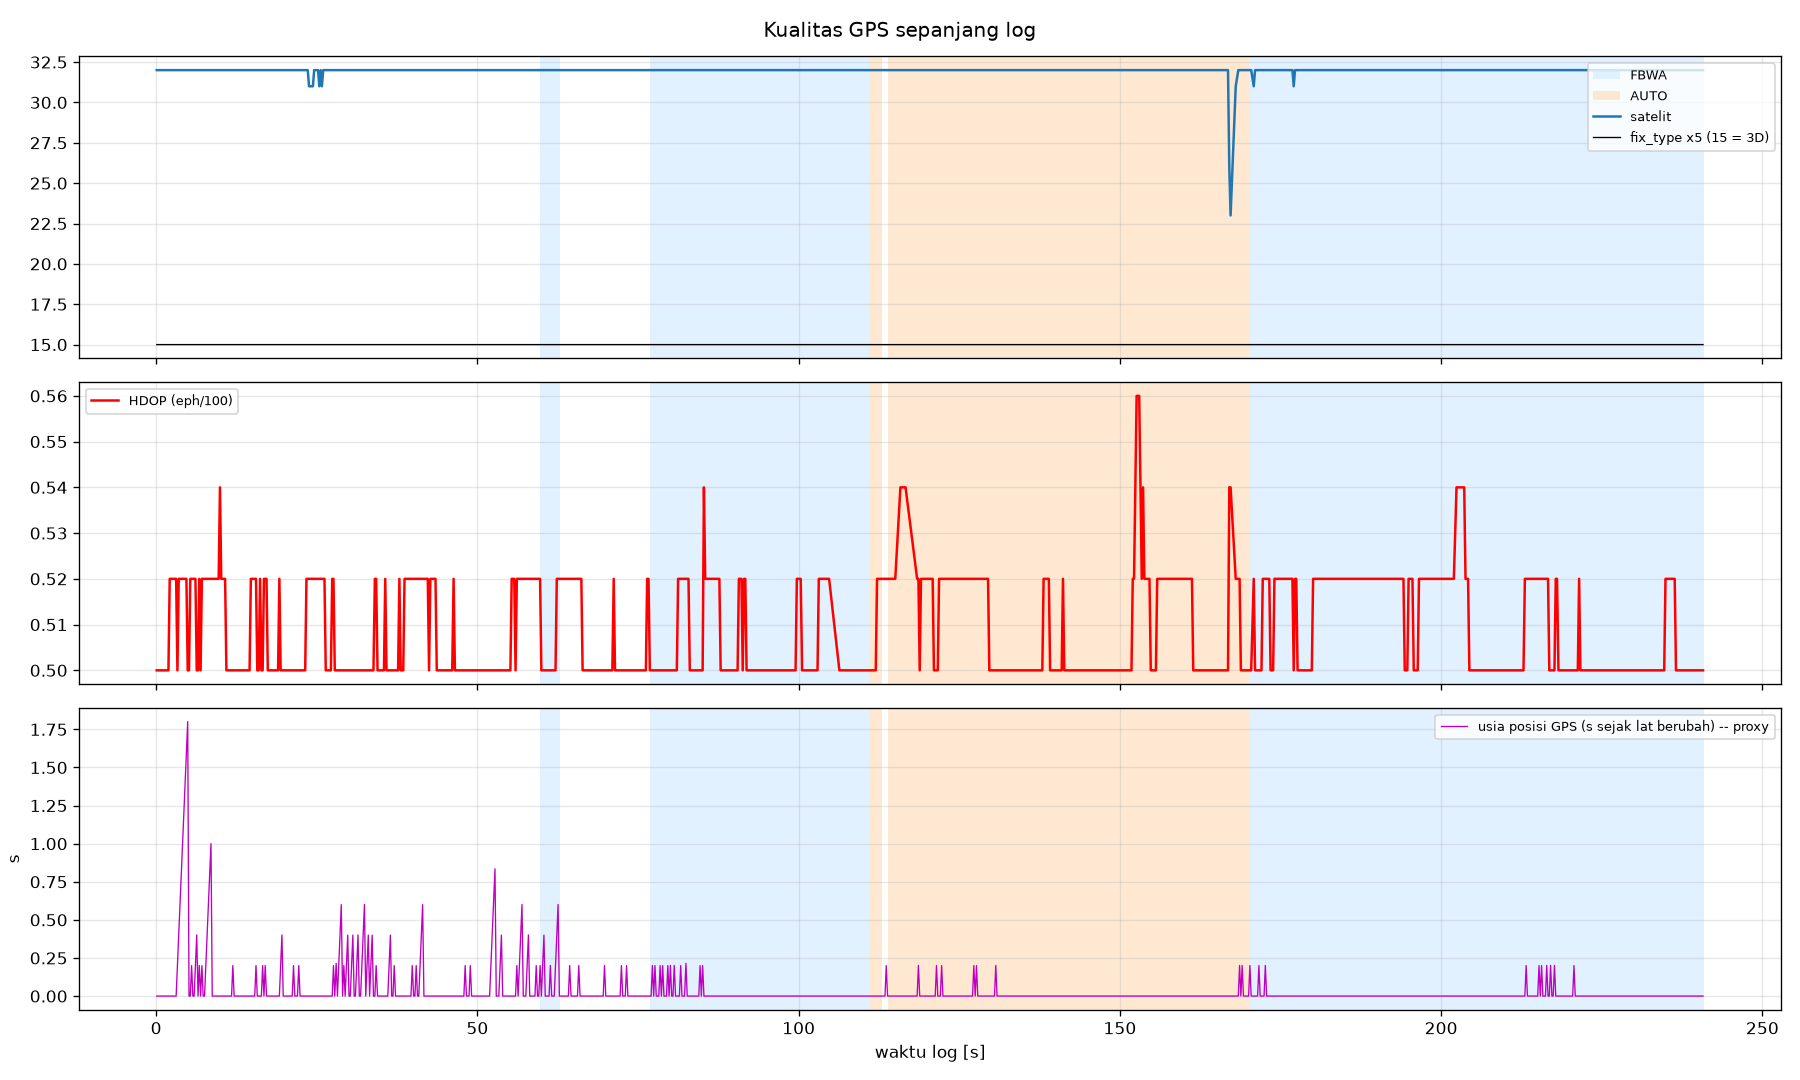 Kualitas GPS sepanjang log
32.5
30.0
27.5
25.0
22.5
20.0
17.5
15.0
FBWA
AUTO
satelit
fix_type x5 (15 = 3D)
0.56
0.55
0.54
0.53
0.52
0.51
0.50
HDOP (eph/100)
1.75
1.50
1.25
1.00
0.75
0.50
0.25
0.00
s
usia posisi GPS (s sejak lat berubah) -- proxy
0 50 100 150 200 250
waktu log [s]